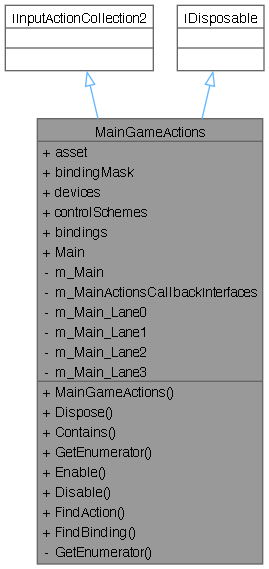 IInputActionCollection2
IDisposable
MainGameActions
+ asset
+ bindingMask
+ devices
+ controlSchemes
+ bindings
+ Main
- m_Main
- m_MainActionsCallbackInterfaces
- m_Main_Lane0
- m_Main_Lane1
- m_Main_Lane2
- m_Main_Lane3
+ MainGameActions()
+ Dispose()
+ Contains()
+ GetEnumerator()
+ Enable()
+ Disable()
+ FindAction()
+ FindBinding()
- GetEnumerator()